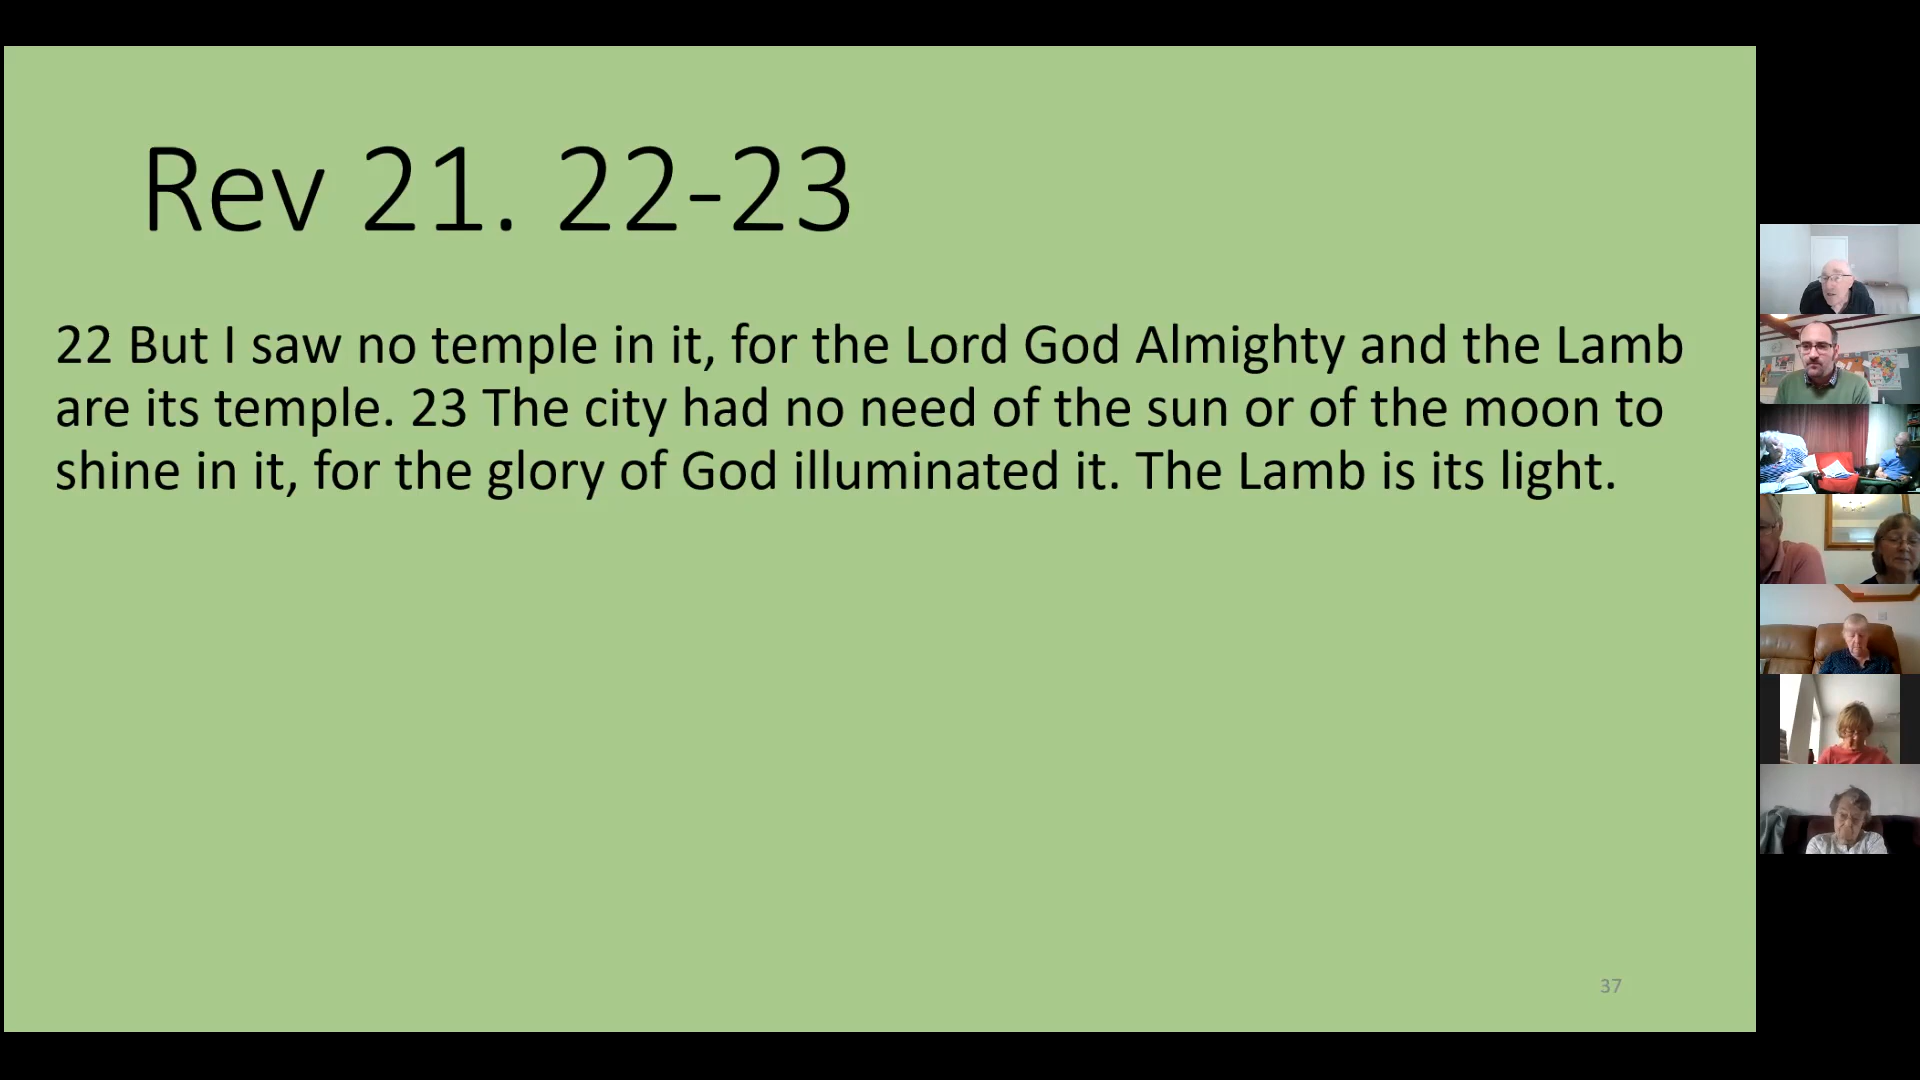 Rev 21. 22-23
22 But I saw no temple in it, for the Lord God Almighty and the Lamb
are its temple. 23 The city had no need of the sun or of the moon to
shine in it, for the glory of God illuminated it. The Lamb is its light.
37